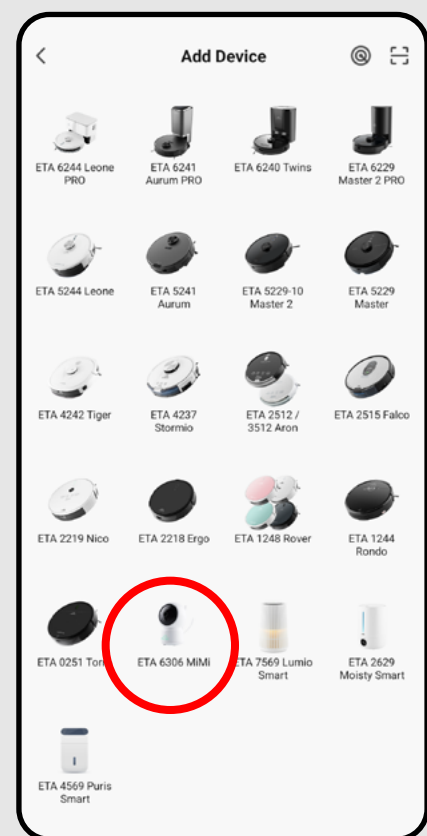 Add Device
ETA 6244 Leone
PRO
ETA 6241
Aurum PRO
ETA 6240 Twins
ETA 6229
Master 2 PRO
ETA 5244 Leone
ETA 5241
Aurum
ETA 5229-10
Master 2
ETA 5229
Master
ETA 4242 Tiger
ETA 4237
Stormio
ETA 2512 /
3512 Aron
ETA 2515 Falco
ETA 2219 Nico
ETA 2218 Ergo
ETA 1248 Rover
ETA 1244
Rondo
ETA 0251
ETA 6306 MiMi
ETA 7569 Lumio
Smart
ETA 2629
Moisty Smart
ETA 4569 Puris
Smart